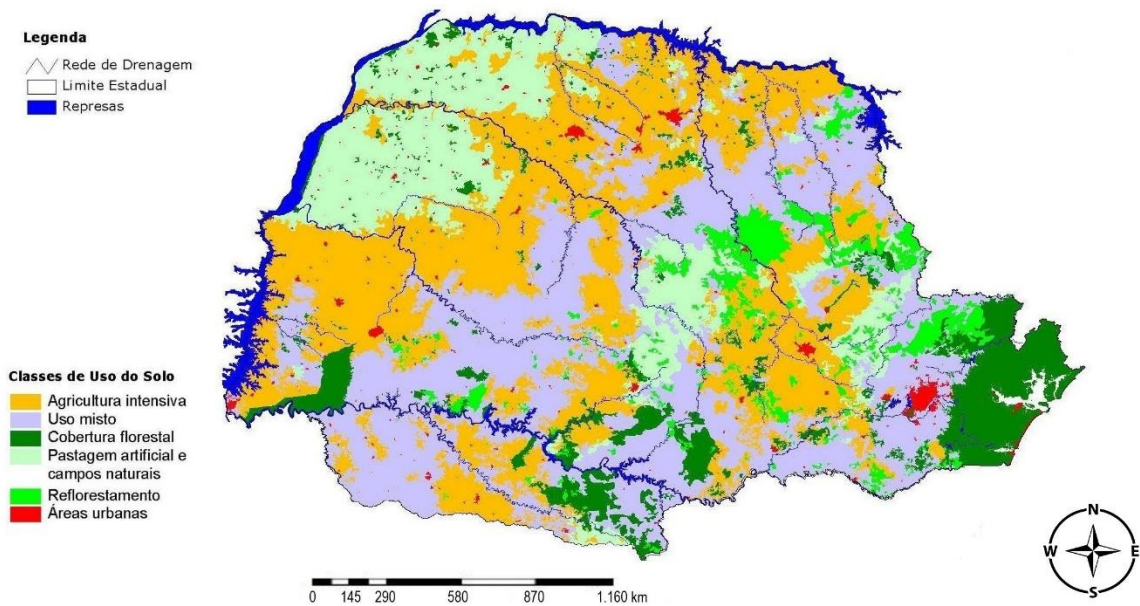 Legenda
Rede de Drenagem
Limite Estadual
Represas
Classes de Uso do Solo
Agricultura intensiva
Uso misto
Cobertura florestal
Pastagem artificial e
campos naturais
Reflorestamento
Áreas urbanas
0 145 290 580 870 1.160 km
N
W E
S